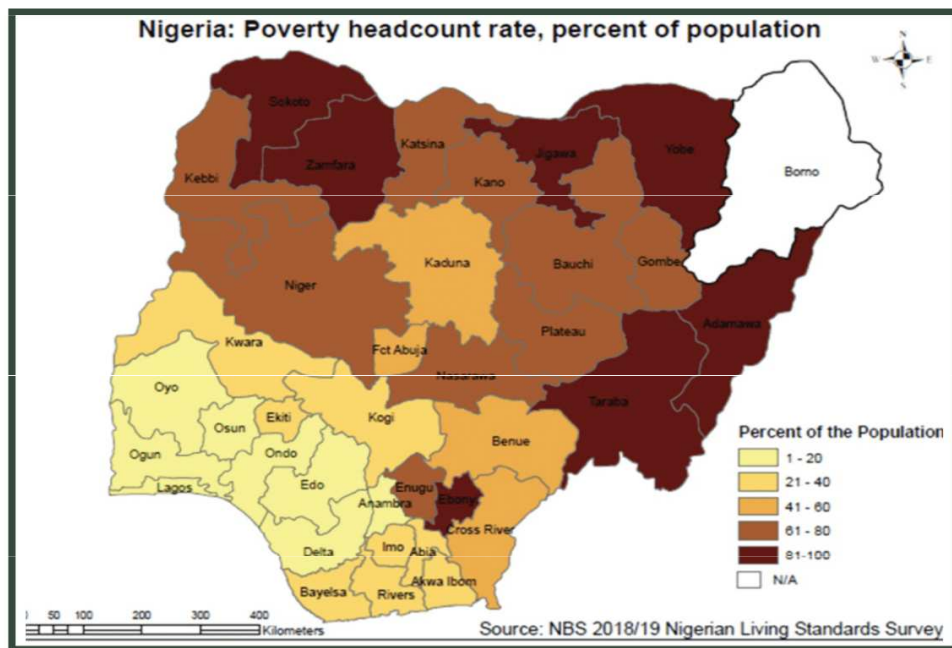 Nigeria: Poverty headcount rate, percent of population
N
W E
S
Sokoto
Katsina
Jigawa
Yobe
Zamfara
Borno
Kebbi
Kano
Kaduna
Bauchi
Gombe
Niger
Adamawa
Plateau
Kwara
Fct Abuja
Nasarawa
Oyo
Taraba
Kogi
Ekiti
Osun
Benue
Ondo
Ogun
Edo
Enugu
Lagos
Anambra
Ebony
Cross River
Delta
Imo
Abia
Akwa Ibom
Bayelsa
Rivers
Percent of the Population
1 - 20
21 - 40
41 - 60
61 - 80
81-100
N/A
0 50 100 200 300 400
Kilometers
Source: NBS 2018/19 Nigerian Living Standards Survey